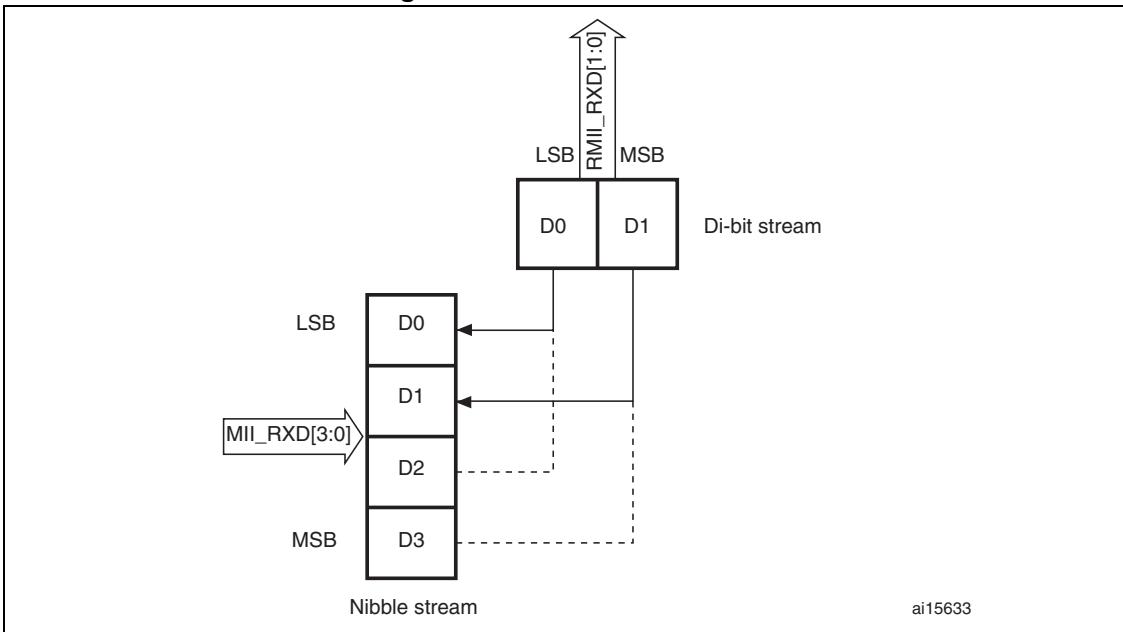 RMII_RXD[1:0]
LSB MSB
D0 D1 Di-bit stream
LSB D0
D1
MII_RXD[3:0]
D2
MSB D3
Nibble stream
ai15633